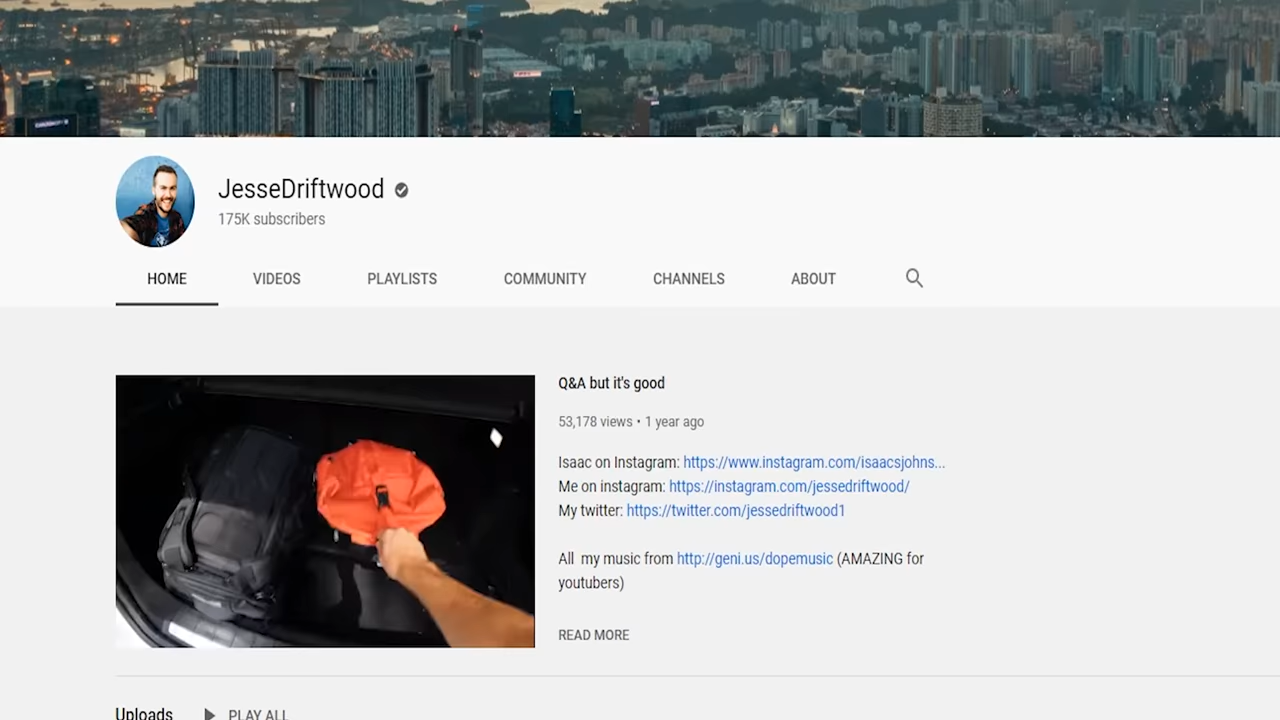 JesseDriftwood
175K subscribers
HOME VIDEOS PLAYLISTS COMMUNITY CHANNELS ABOUT
Q&A but it's good
53,178 views • 1 year ago
Isaac on Instagram: https://www.instagram.com/isaacsjohns...
Me on instagram: https://instagram.com/jessedriftwood/
My twitter: https://twitter.com/jessedriftwood1
All my music from http://geni.us/dopemusic (AMAZING for
youtubers)
READ MORE
Uploads PLAY ALL